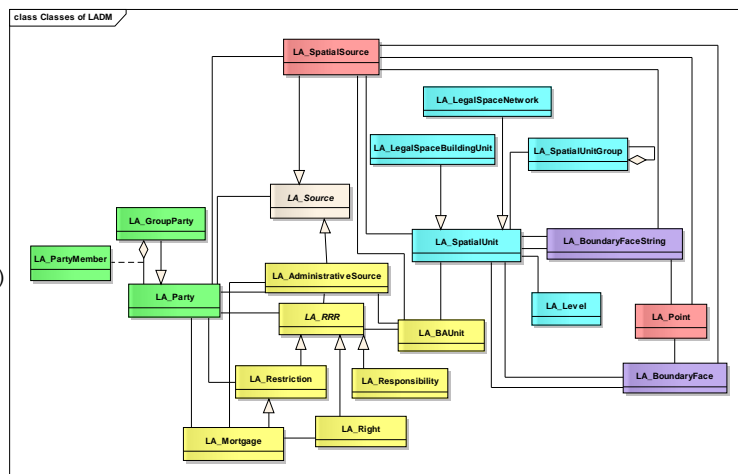 class Classes of LADM
LA_SpatialSource
LA_LegalSpaceNetwork
LA_LegalSpaceBuildingUnit
LA_SpatialUnitGroup
LA_Source
LA_GroupParty
LA_PartyMember
LA_SpatialUnit
LA_BoundaryFaceString
LA_AdministrativeSource
LA_Party
LA_Level
LA_RRR
LA_Point
LA_BAUnit
LA_Restriction
LA_Responsibility
LA_BoundaryFace
LA_Mortgage
LA_Right
)